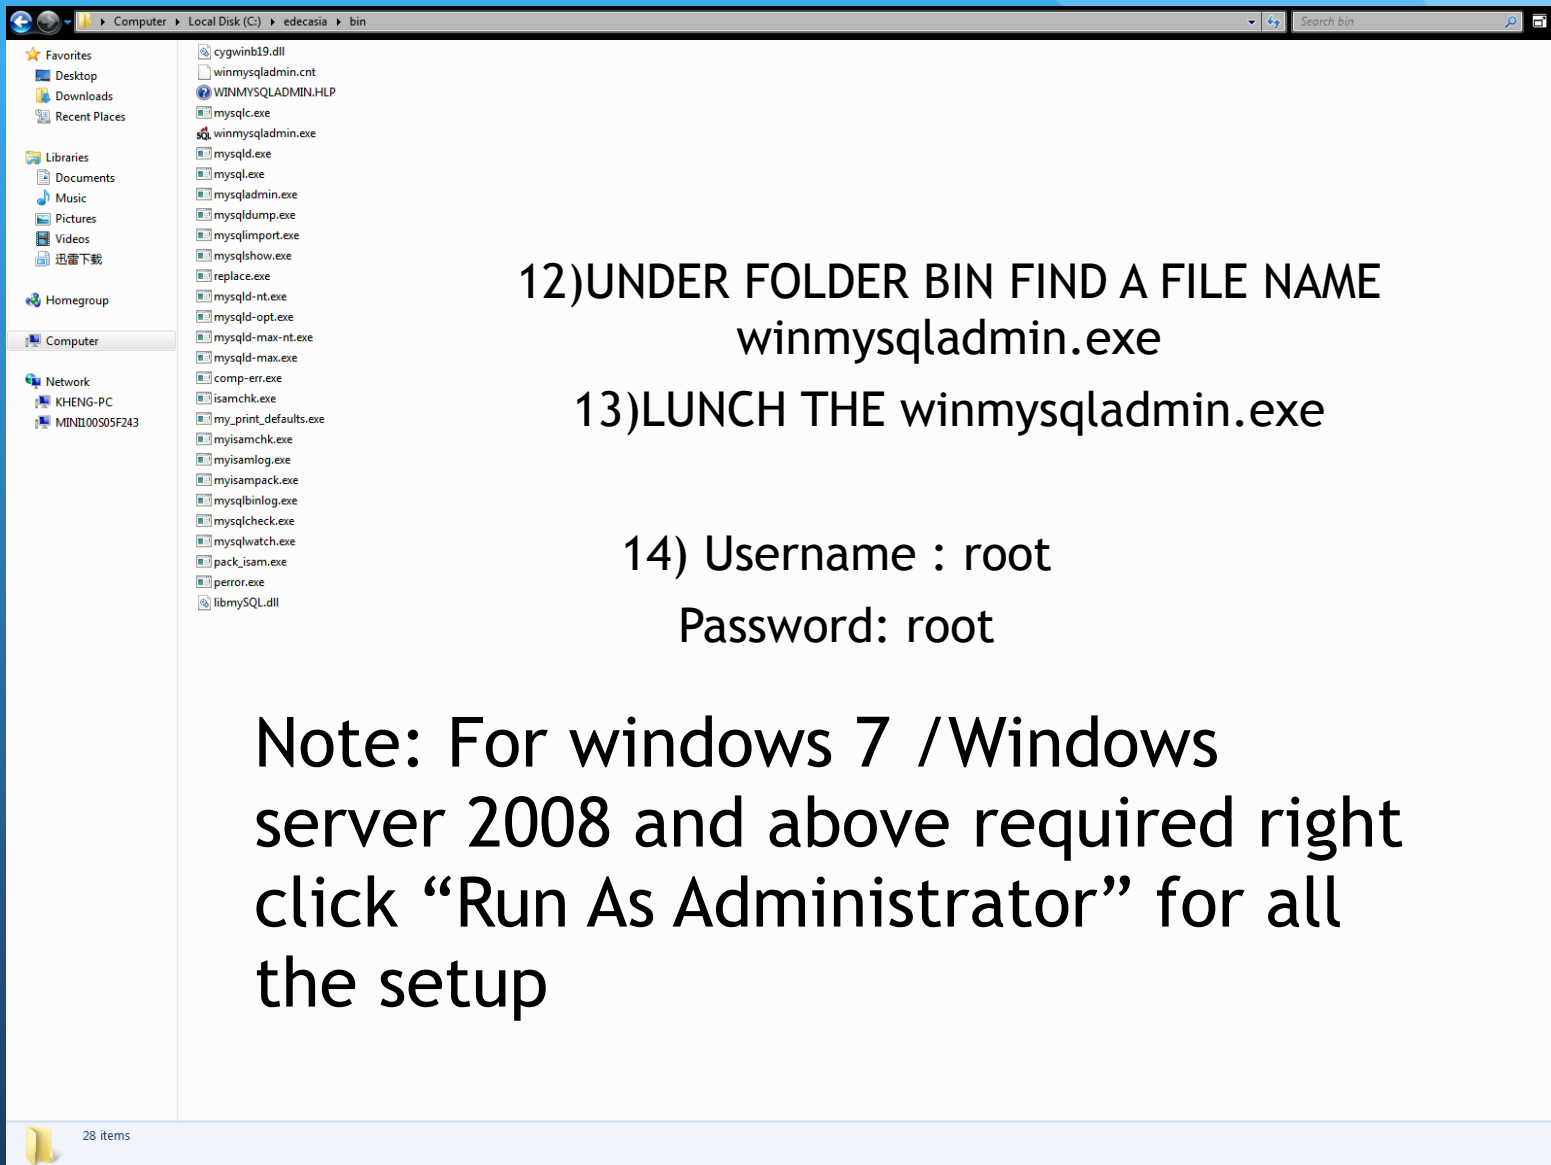 Computer ▸ Local Disk (C:) ▸ edecasia ▸ bin
Search bin
Favorites
Desktop
Downloads
Recent Places
Libraries
Documents
Music
Pictures
Videos
迅雷下载
Homegroup
Computer
Network
KHENG-PC
MINI100S05F243
cygwinb19.dll
winmysqladmin.cnt
WINMYSQLADMIN.HLP
mysqlc.exe
winmysqladmin.exe
mysqld.exe
mysql.exe
mysqladmin.exe
mysqldump.exe
mysqlimport.exe
mysqlshow.exe
replace.exe
mysqld-nt.exe
mysqld-opt.exe
mysqld-max-nt.exe
mysqld-max.exe
comp-err.exe
isamchk.exe
my_print_defaults.exe
myisamchk.exe
myisamlog.exe
myisampack.exe
mysqlbinlog.exe
mysqlcheck.exe
mysqlwatch.exe
pack_isam.exe
perror.exe
libmySQL.dll
12)UNDER FOLDER BIN FIND A FILE NAME
winmysqladmin.exe
13)LUNCH THE winmysqladmin.exe
14) Username : root
Password: root
Note: For windows 7 /Windows
server 2008 and above required right
click “Run As Administrator” for all
the setup
28 items